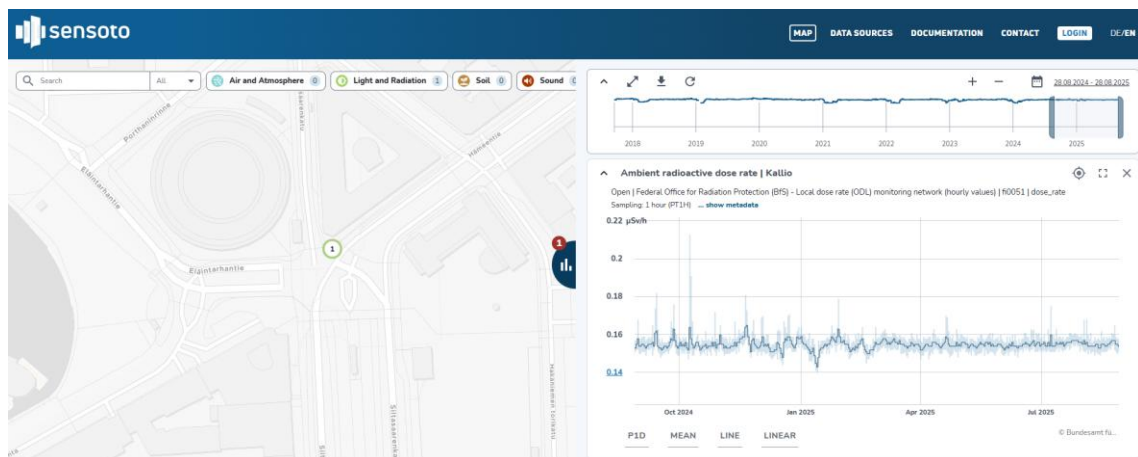 sensoto
MAP DATA SOURCES DOCUMENTATION CONTACT LOGIN DE/EN
Search All Air and Atmosphere 0 Light and Radiation 1 Soil 0 Sound
28.08.2024 - 28.08.2025
2018 2019 2020 2021 2022 2023 2024 2025
Porthaninrinne
Hämeentie
Eläintarhantie
1
Eläintarhantie
1
Ambient radioactive dose rate | Kallio
Open | Federal Office for Radiation Protection (BfS) - Local dose rate (ODL) monitoring network (hourly values) | fi0051 | dose_rate
Sampling: 1 hour (PT1H) ... show metadata
0.22 µSv/h
0.2
0.18
0.16
0.14
Oct 2024 Jan 2025 Apr 2025 Jul 2025
P1D MEAN LINE LINEAR
© Bundesamt fü...
Hakaniemen torikatu